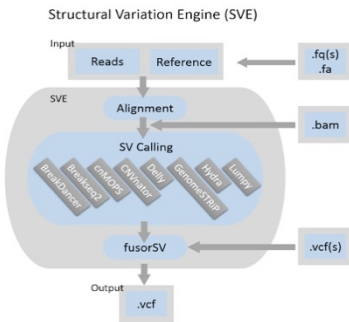 Structural Variation Engine (SVE)
Input
Reads
Reference
.fq(s)
.fa
SVE
Alignment
.bam
SV Calling
BreakDancer
Breakseq2
cnMOPS
CNVnator
Delly
GenomeSTRiP
Hydra
Lumpy
fusorSV
.vcf(s)
Output
.vcf